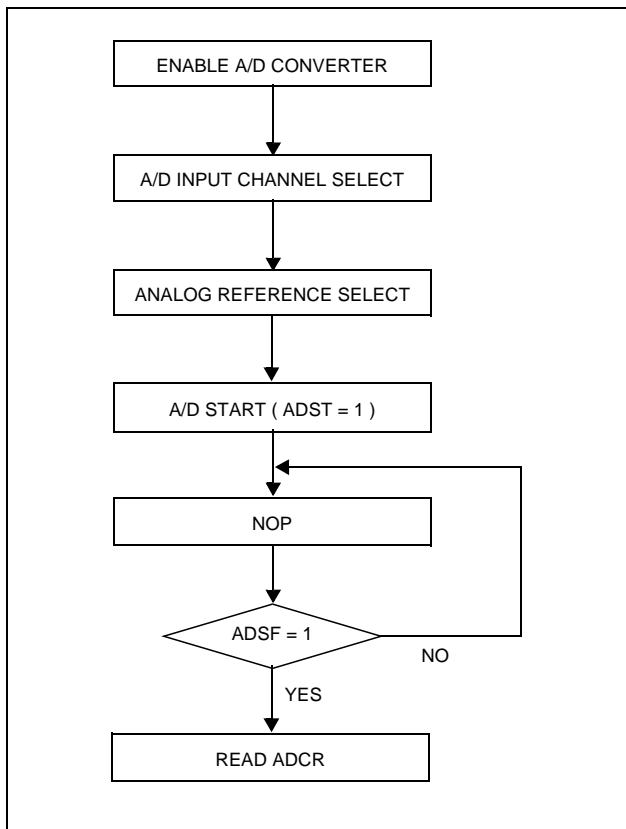 ENABLE A/D CONVERTER
A/D INPUT CHANNEL SELECT
ANALOG REFERENCE SELECT
A/D START ( ADST = 1 )
NOP
ADSF = 1
NO
YES
READ ADCR